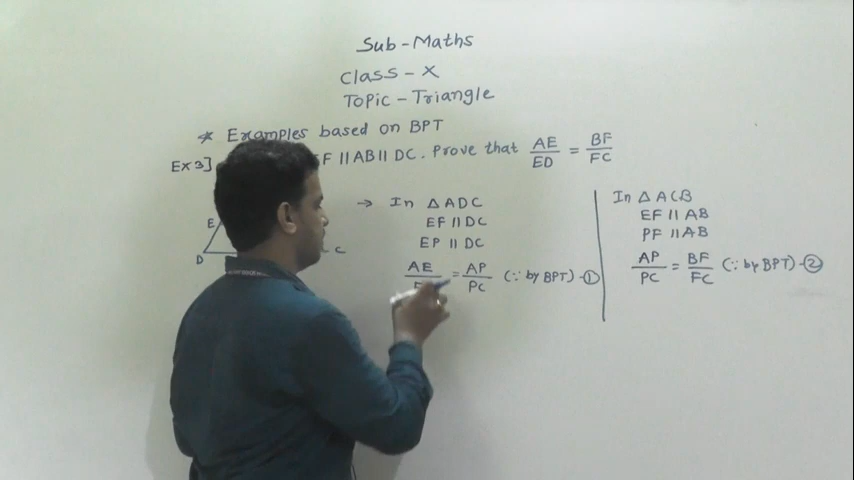 Sub-Maths
Class-X
Topic-Triangle
* Examples based on BPT
Ex 3] F || AB || DC. Prove that AE/ED = BF/FC
E
D
C
→ In △ADC
EF || DC
EP || DC
AE/ = AP/PC (∵ by BPT) -①
In △ACB
EF || AB
PF || AB
AP/PC = BF/FC (∵ by BPT) -②